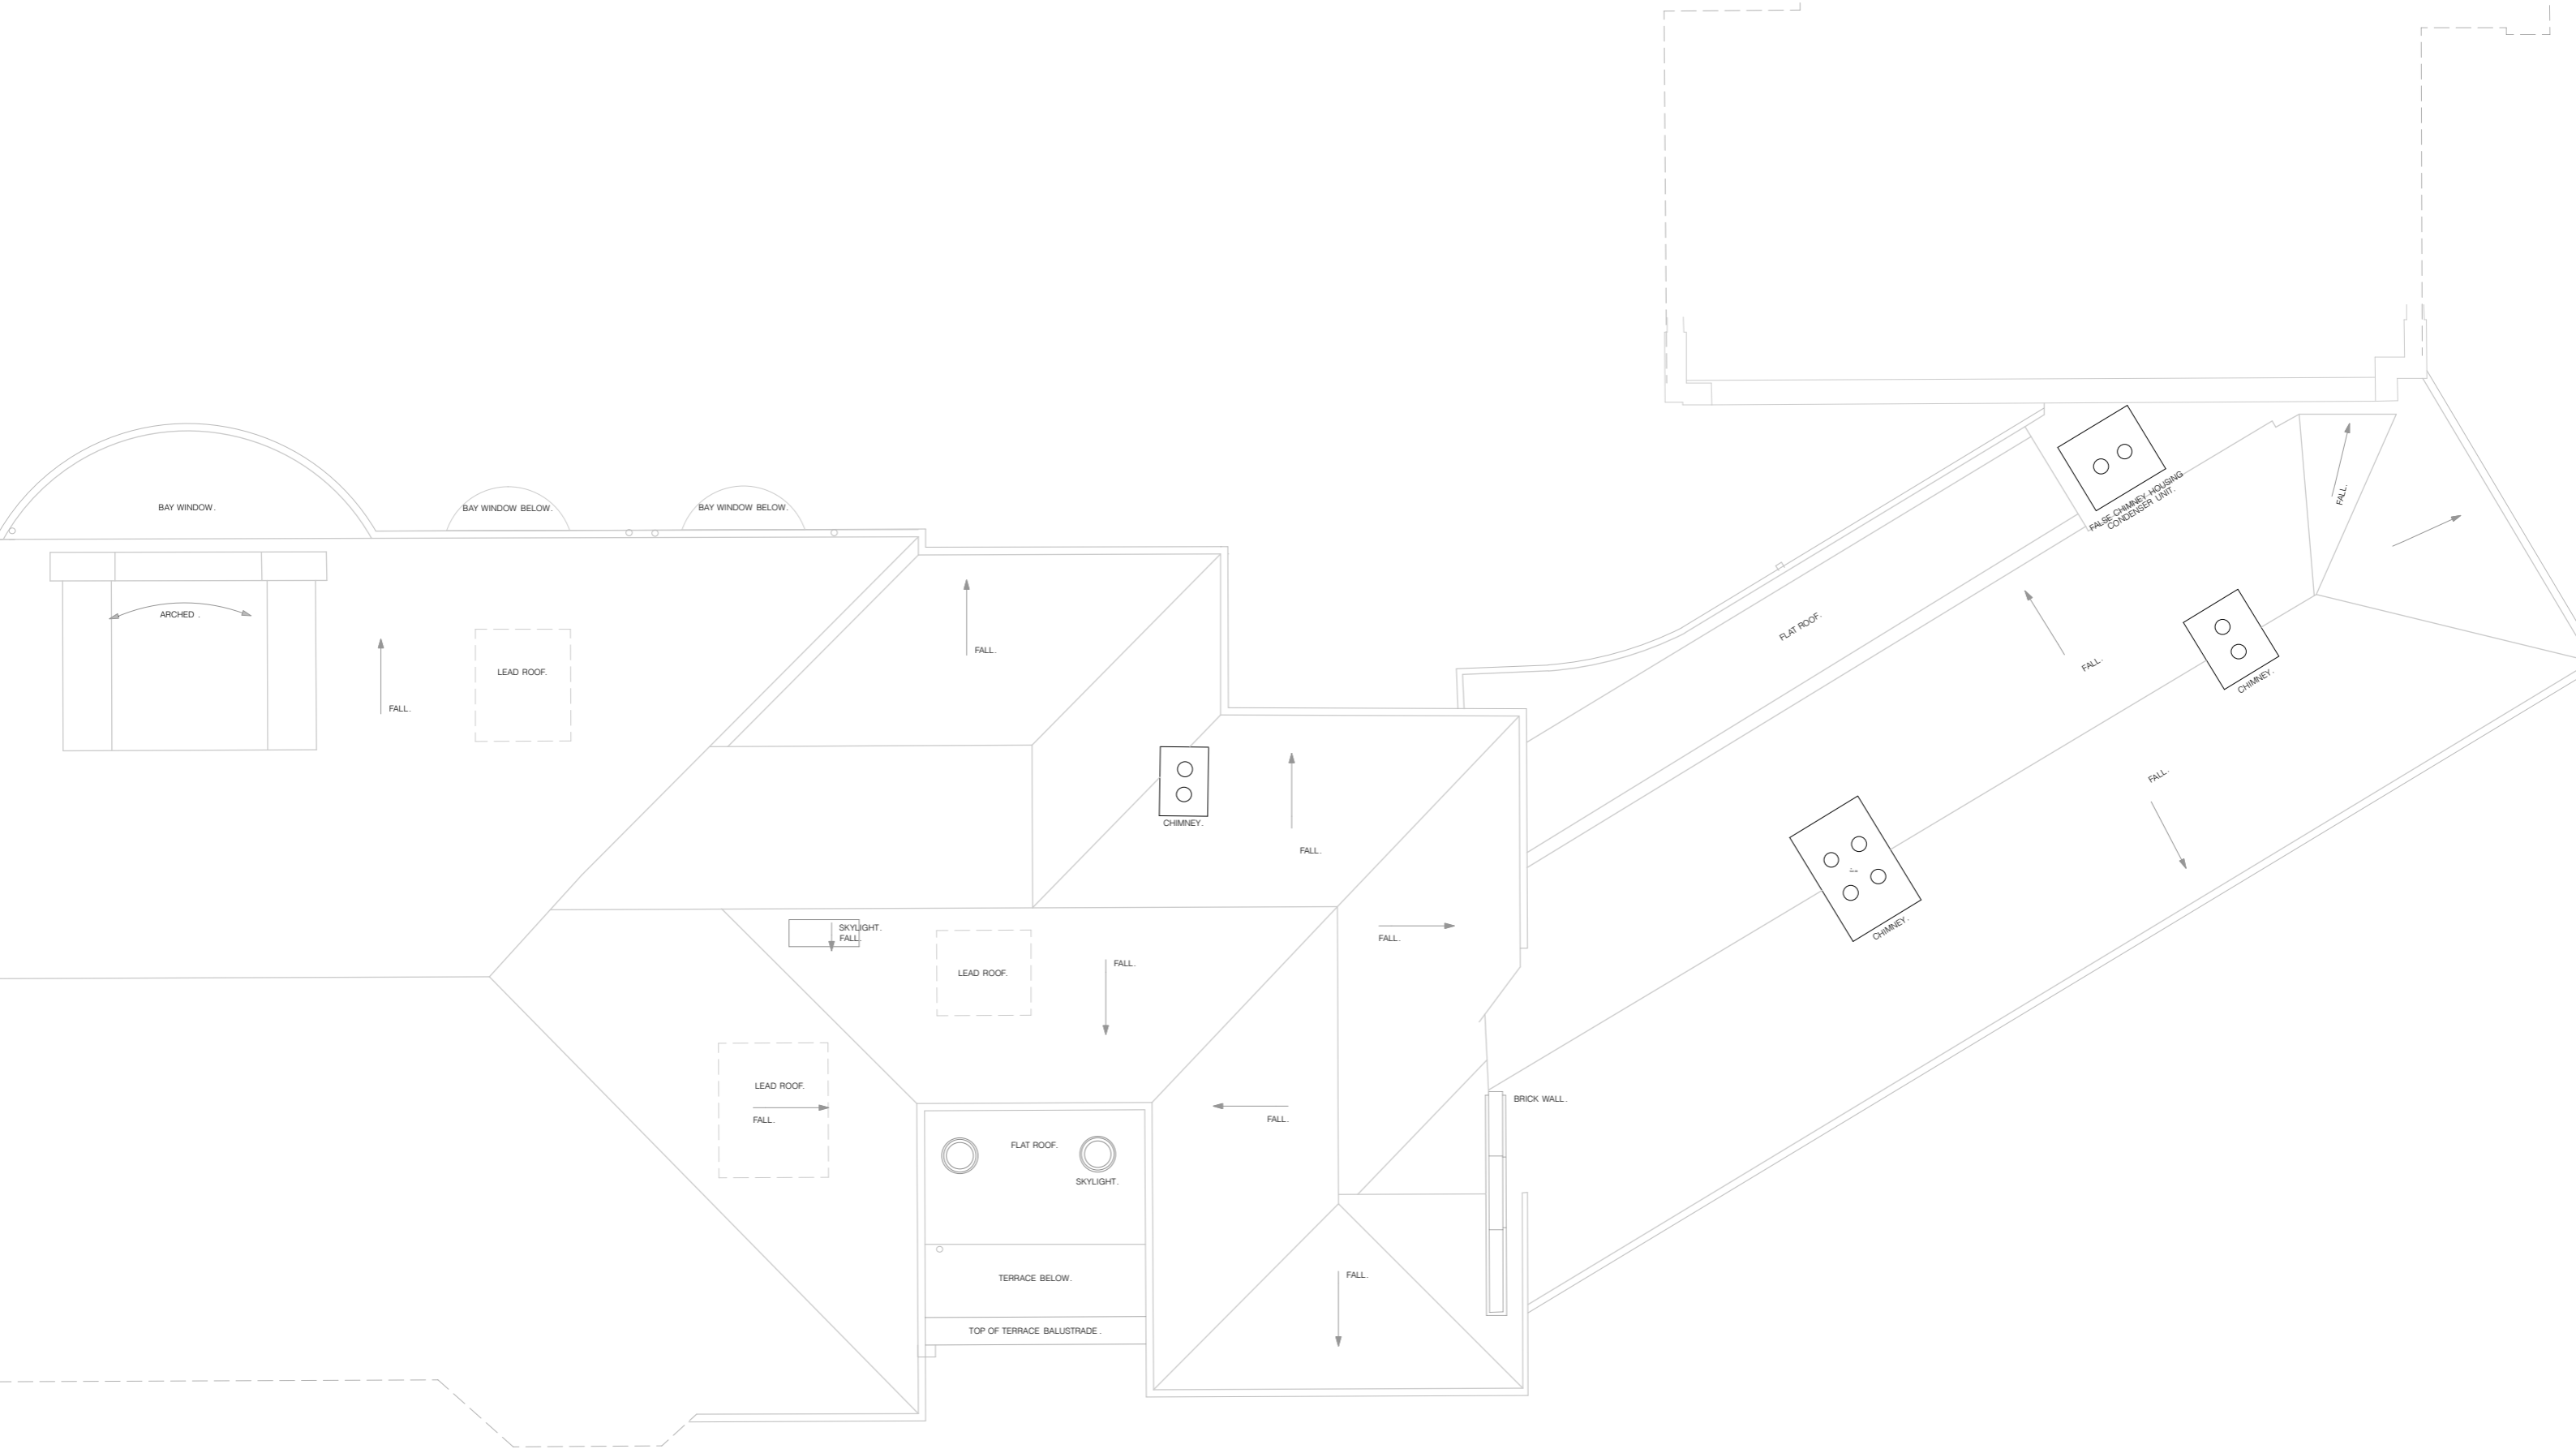 BAY WINDOW.
BAY WINDOW BELOW.
BAY WINDOW BELOW.
FALSE CHIMNEY HOUSING
CONDENSER UNIT.
FALL.
ARCHED .
FLAT ROOF.
FALL.
FALL.
LEAD ROOF.
CHIMNEY.
FALL.
FALL.
CHIMNEY.
FALL.
SKYLIGHT.
FALL.
CHIMNEY.
FALL.
FALL.
LEAD ROOF.
LEAD ROOF.
FALL.
BRICK WALL.
FALL.
FLAT ROOF.
SKYLIGHT.
TERRACE BELOW.
FALL.
TOP OF TERRACE BALUSTRADE.